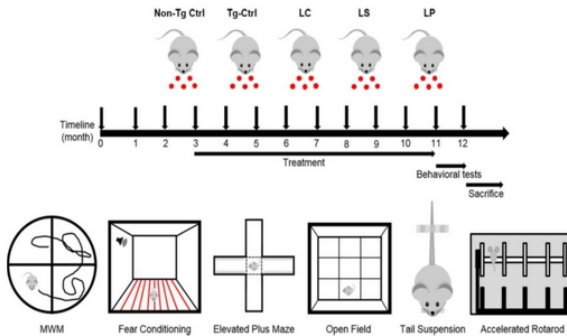 Non-Tg Ctrl Tg-Ctrl LC LS LP
Timeline
(month)
0 1 2 3 4 5 6 7 8 9 10 11 12
Treatment
Behavioral tests
Sacrifice
MWM Fear Conditioning Elevated Plus Maze Open Field Tail Suspension Accelerated Rotarod